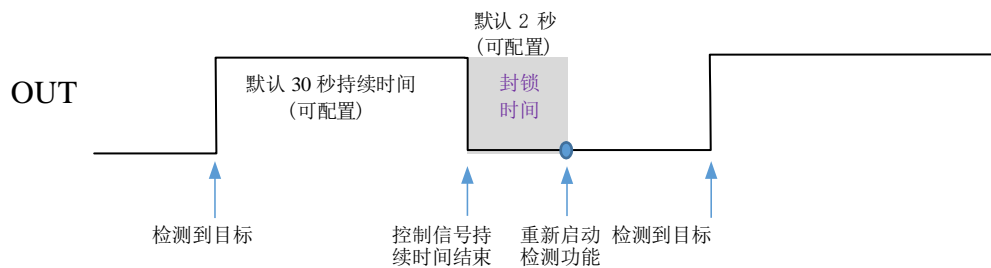 默认 2 秒
(可配置)
OUT
默认 30 秒持续时间
(可配置)
封锁
时间
检测到目标
控制信号持
续时间结束
重新启动
检测功能
检测到目标